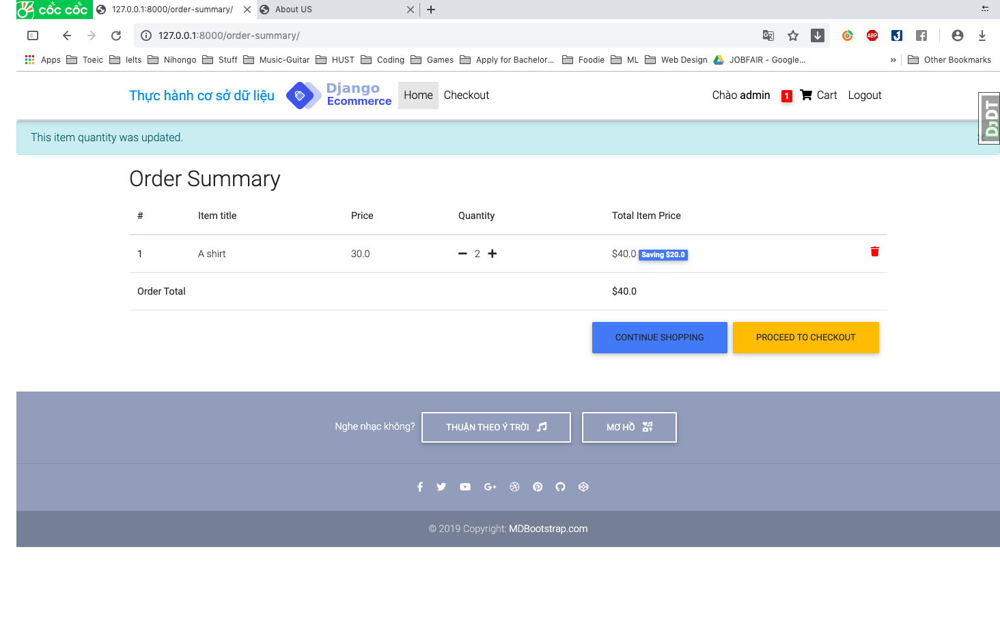 cốc cốc 127.0.0.1:8000/order-summary/ About US
127.0.0.1:8000/order-summary/ ABP
Apps Toeic Ielts Nihongo Stuff Music-Guitar HUST Coding Games Apply for Bachelor... Foodie ML Web Design JOBFAIR - Google... » Other Bookmarks
Thực hành cơ sở dữ liệu Django Ecommerce Home Checkout Chào admin 1 Cart Logout
DJDT
This item quantity was updated.
Order Summary
# Item title Price Quantity Total Item Price
1 A shirt 30.0 2 $40.0 Saving $20.0
Order Total $40.0
CONTINUE SHOPPING PROCEED TO CHECKOUT
Nghe nhạc không? THUẬN THEO Ý TRỜI MƠ HỒ
© 2019 Copyright: MDBootstrap.com